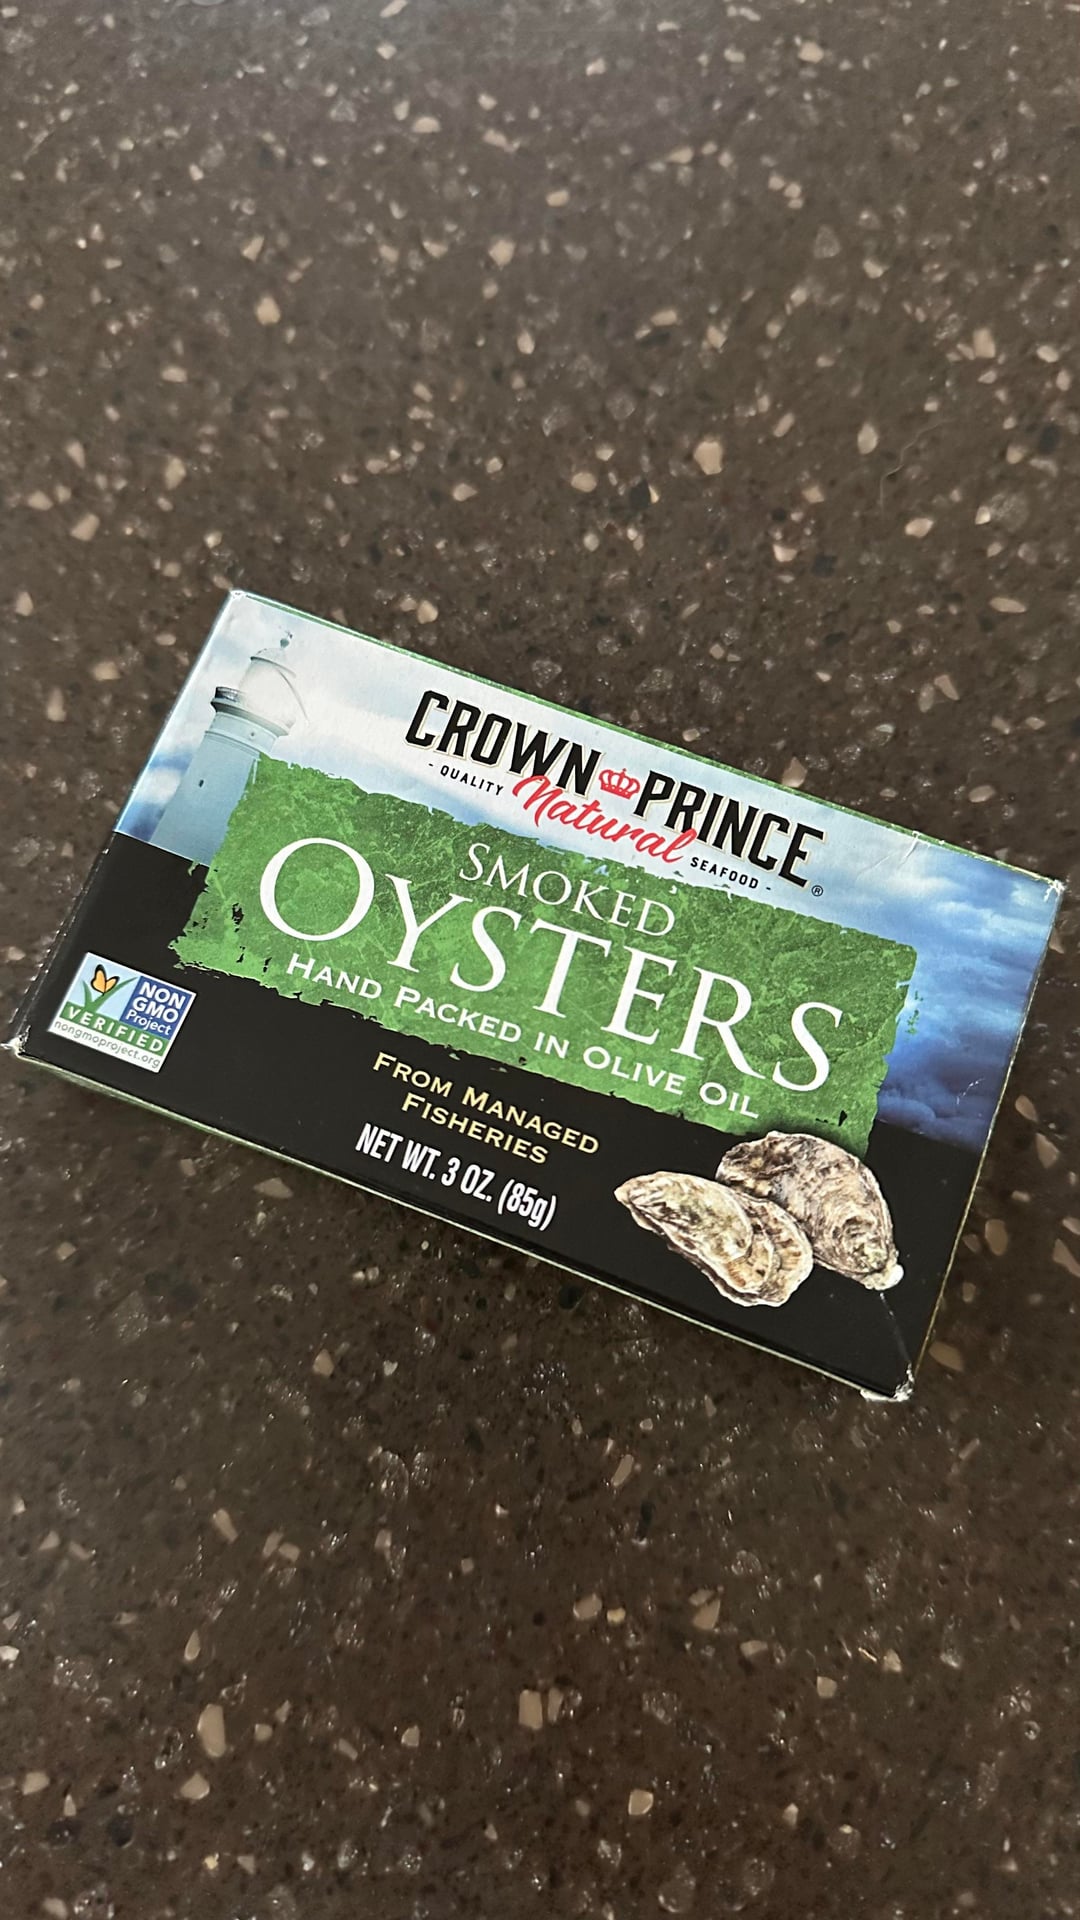 CROWN PRINCE
- QUALITY Natural SEAFOOD - ®
SMOKED
OYSTERS
HAND PACKED IN OLIVE OIL
FROM MANAGED
FISHERIES
NET WT. 3 OZ. (85g)
NON
GMO
Project
VERIFIED
nongmoproject.org